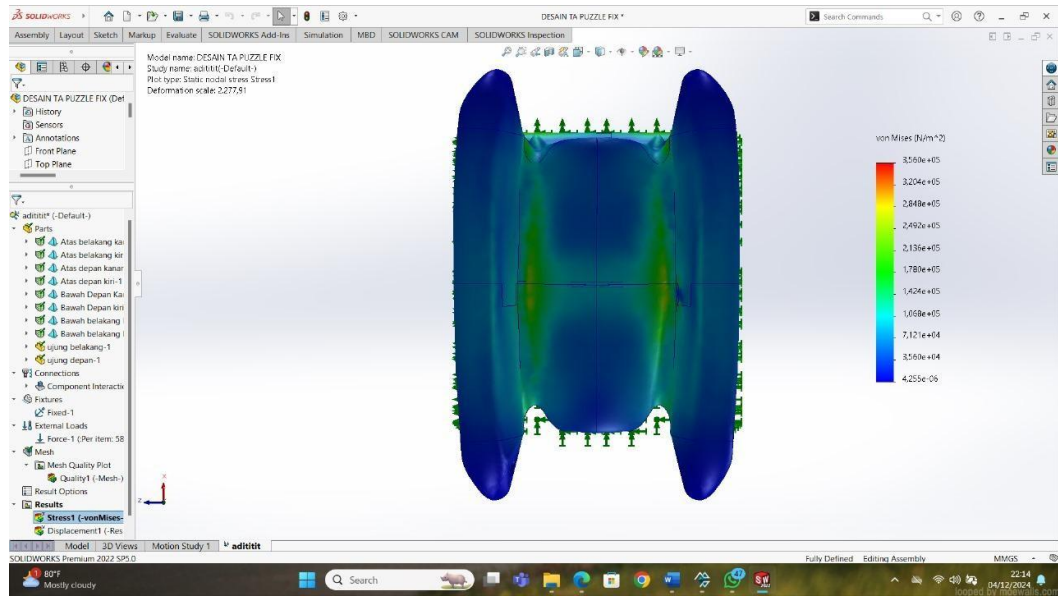 SOLIDWORKS
DESAIN TA PUZZLE FIX *
Search Commands
Assembly Layout Sketch Markup Evaluate SOLIDWORKS Add-Ins Simulation MBD SOLIDWORKS CAM SOLIDWORKS Inspection
Model name: DESAIN TA PUZZLE FIX
Study name: adititit(-Default-)
Plot type: Static nodal stress Stress1
Deformation scale: 2.277,91
DESAIN TA PUZZLE FIX (Def
History
Sensors
Annotations
Front Plane
Top Plane
adititit* (-Default-)
Parts
Atas belakang ka
Atas belakang kir
Atas depan kanar
Atas depan kiri-1
Bawah Depan Ka
Bawah Depan kiri
Bawah belakang
Bawah belakang
ujung belakang-1
ujung depan-1
Connections
Component Interactio
Fixtures
Fixed-1
External Loads
Force-1 (:Per item: 58
Mesh
Mesh Quality Plot
Quality1 (-Mesh-)
Result Options
Results
Stress1 (-vonMises-
Displacement1 (-Res
von Mises (N/m^2)
3,560e+05
3,204e+05
2,848e+05
2,492e+05
2,136e+05
1,780e+05
1,424e+05
1,068e+05
7,121e+04
3,560e+04
4,255e-06
x
z
Model 3D Views Motion Study 1 adititit
SOLIDWORKS Premium 2022 SP5.0
Fully Defined Editing Assembly MMGS
80°F
Mostly cloudy
Search
22:14
04/12/2024
looped by moewalls.com